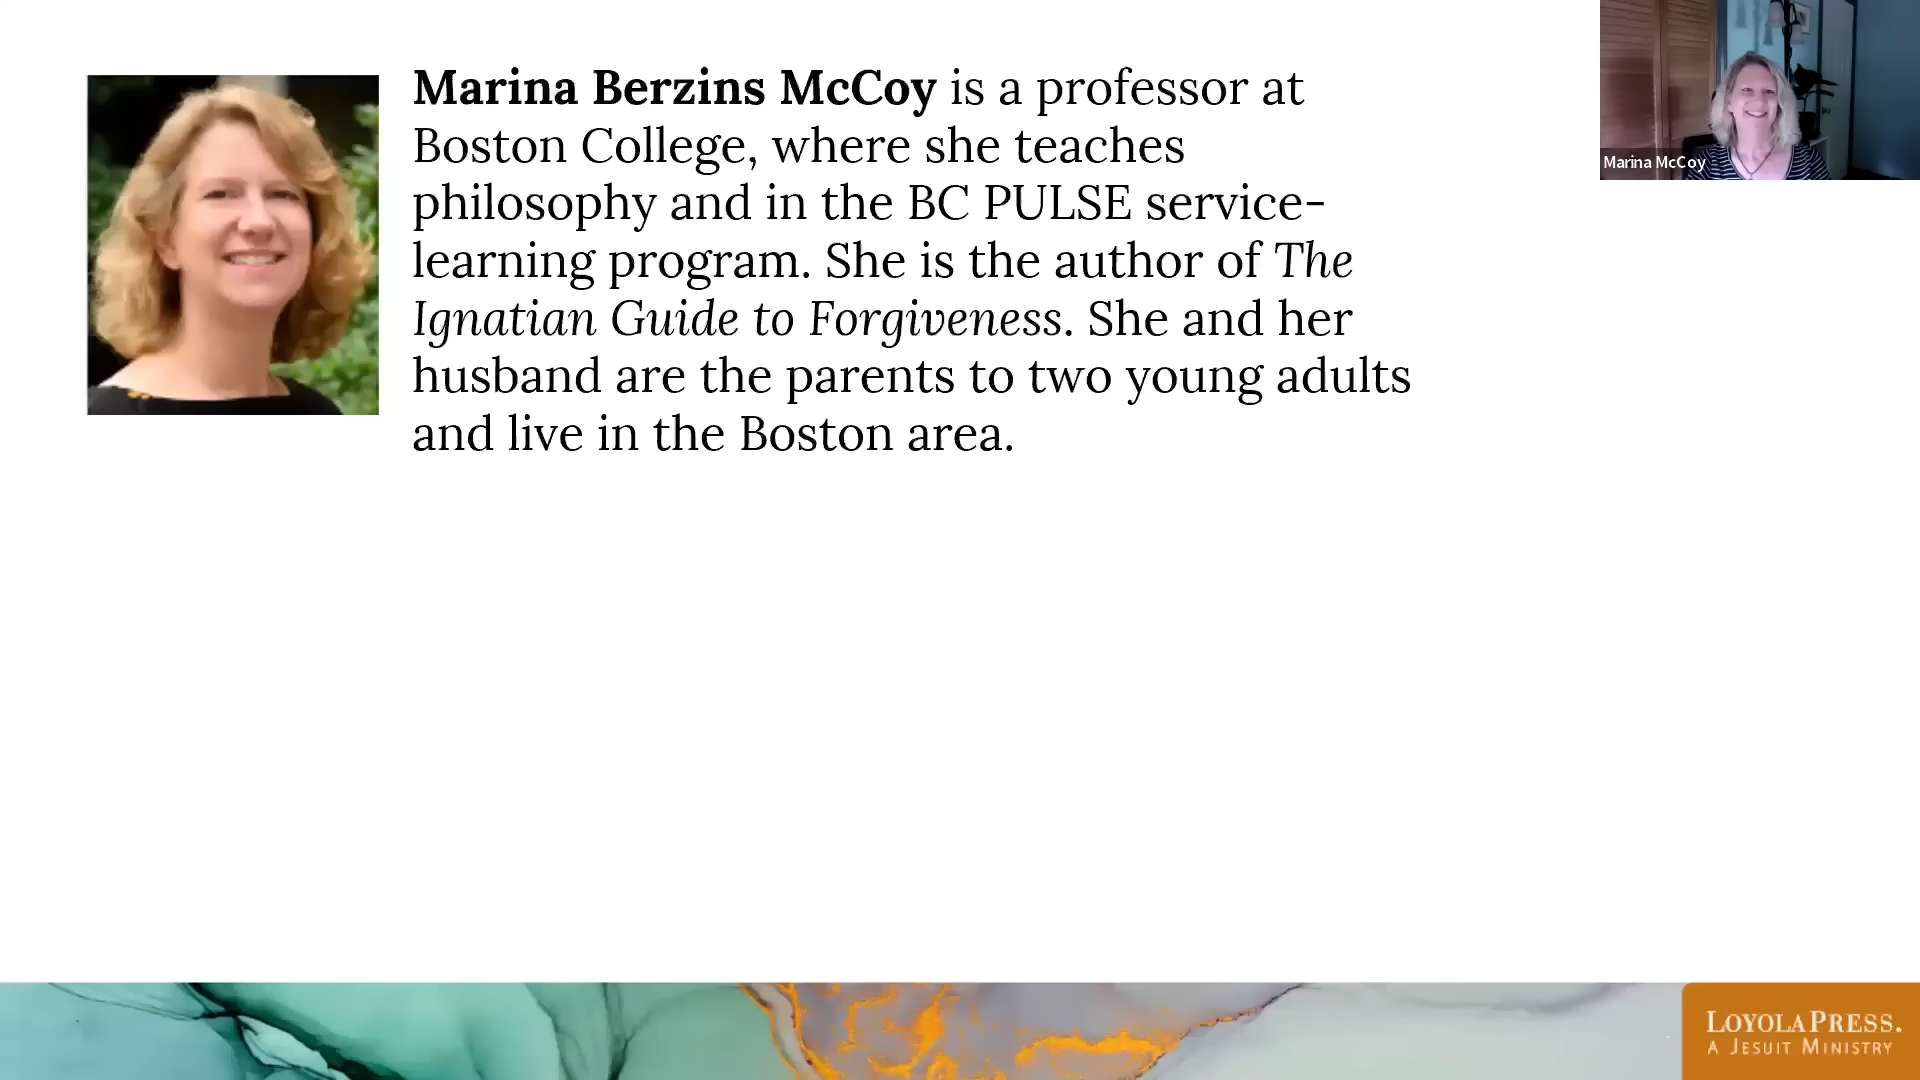 Marina Berzins McCoy is a professor at
Boston College, where she teaches
philosophy and in the BC PULSE service-
learning program. She is the author of The
Ignatian Guide to Forgiveness. She and her
husband are the parents to two young adults
and live in the Boston area.
Marina McCoy
LOYOLA PRESS.
A JESUIT MINISTRY